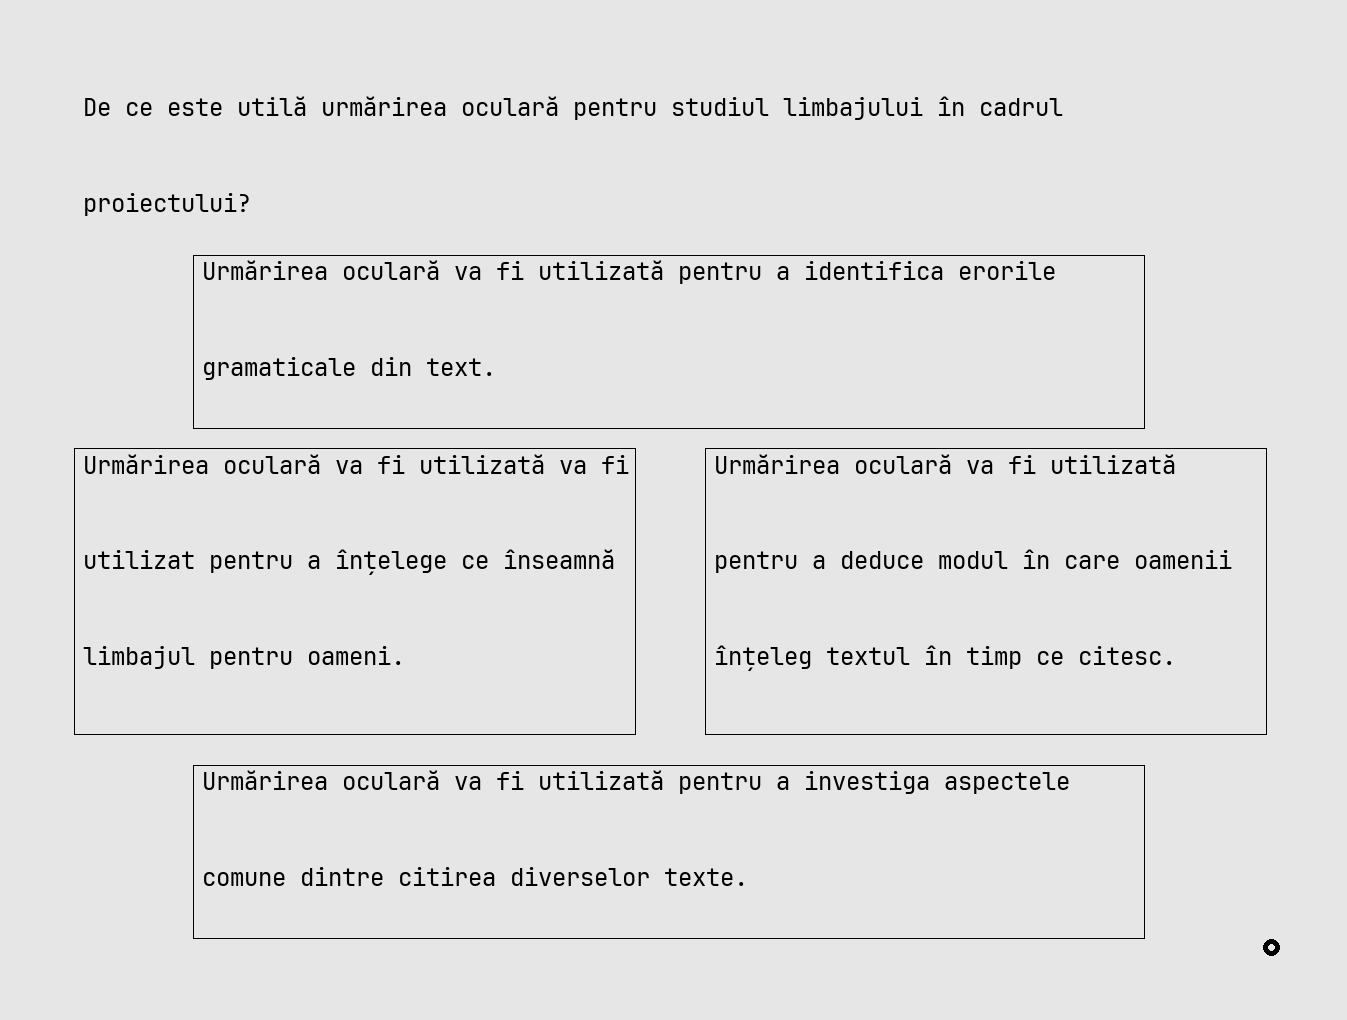 De ce este utilă urmărirea oculară pentru studiul limbajului în cadrul
proiectului?
Urmărirea oculară va fi utilizată pentru a identifica erorile
gramaticale din text.
Urmărirea oculară va fi utilizată va fi
utilizat pentru a înțelege ce înseamnă
limbajul pentru oameni.
Urmărirea oculară va fi utilizată
pentru a deduce modul în care oamenii
înțeleg textul în timp ce citesc.
Urmărirea oculară va fi utilizată pentru a investiga aspectele
comune dintre citirea diverselor texte.